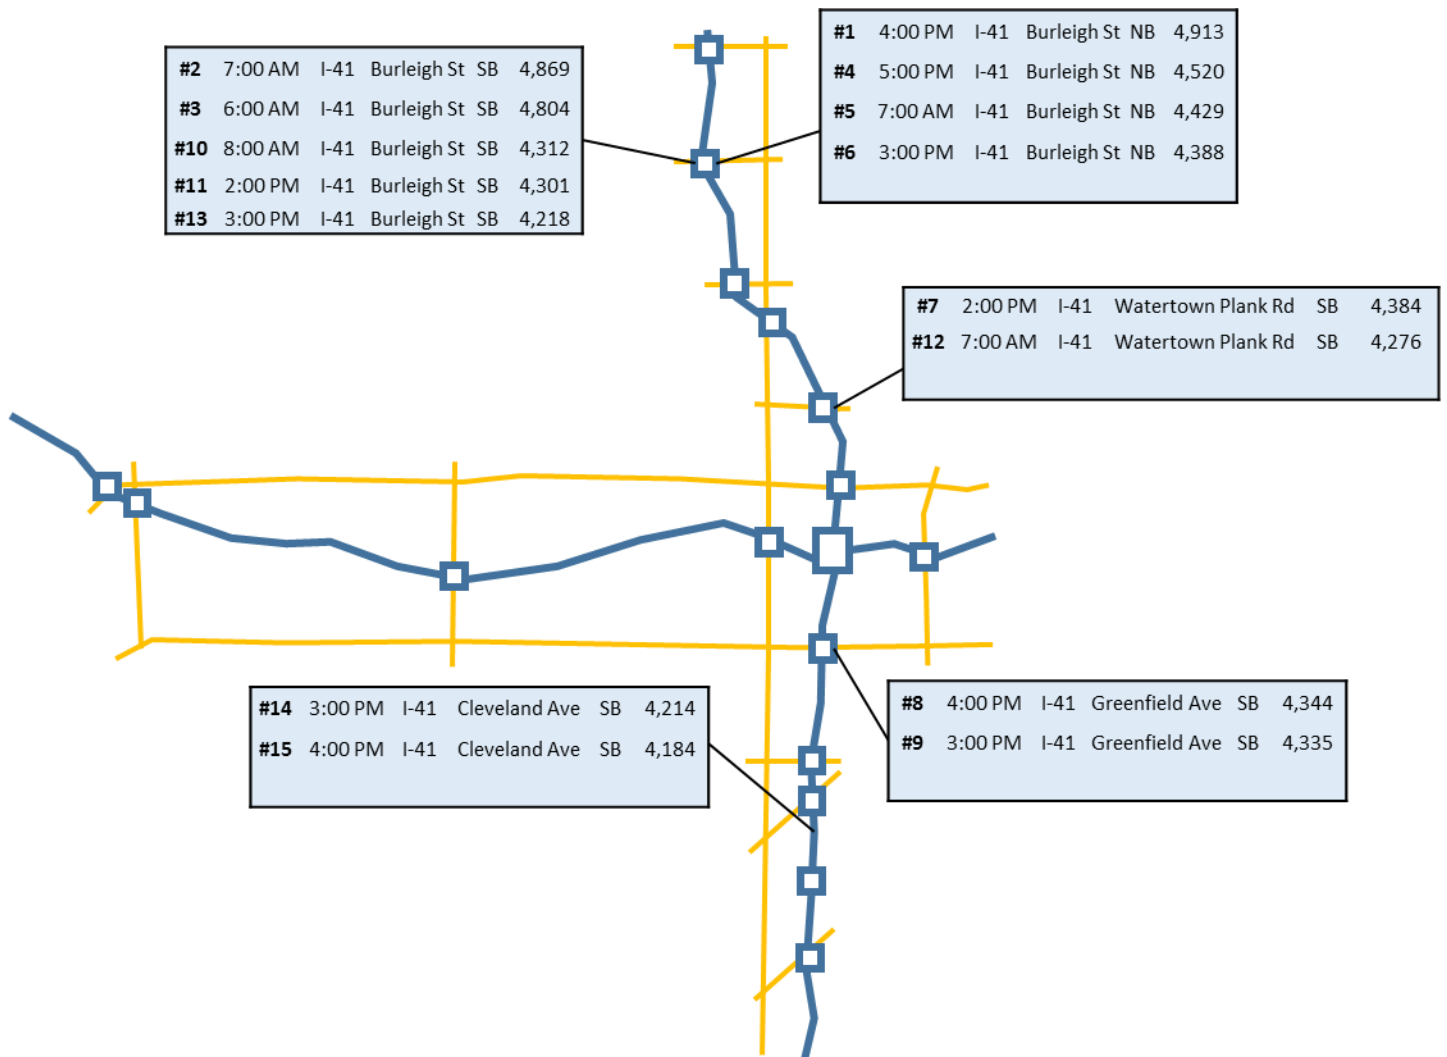 #2 7:00 AM I-41 Burleigh St SB 4,869
#3 6:00 AM I-41 Burleigh St SB 4,804
#10 8:00 AM I-41 Burleigh St SB 4,312
#11 2:00 PM I-41 Burleigh St SB 4,301
#13 3:00 PM I-41 Burleigh St SB 4,218
#1 4:00 PM I-41 Burleigh St NB 4,913
#4 5:00 PM I-41 Burleigh St NB 4,520
#5 7:00 AM I-41 Burleigh St NB 4,429
#6 3:00 PM I-41 Burleigh St NB 4,388
#7 2:00 PM I-41 Watertown Plank Rd SB 4,384
#12 7:00 AM I-41 Watertown Plank Rd SB 4,276
#14 3:00 PM I-41 Cleveland Ave SB 4,214
#15 4:00 PM I-41 Cleveland Ave SB 4,184
#8 4:00 PM I-41 Greenfield Ave SB 4,344
#9 3:00 PM I-41 Greenfield Ave SB 4,335